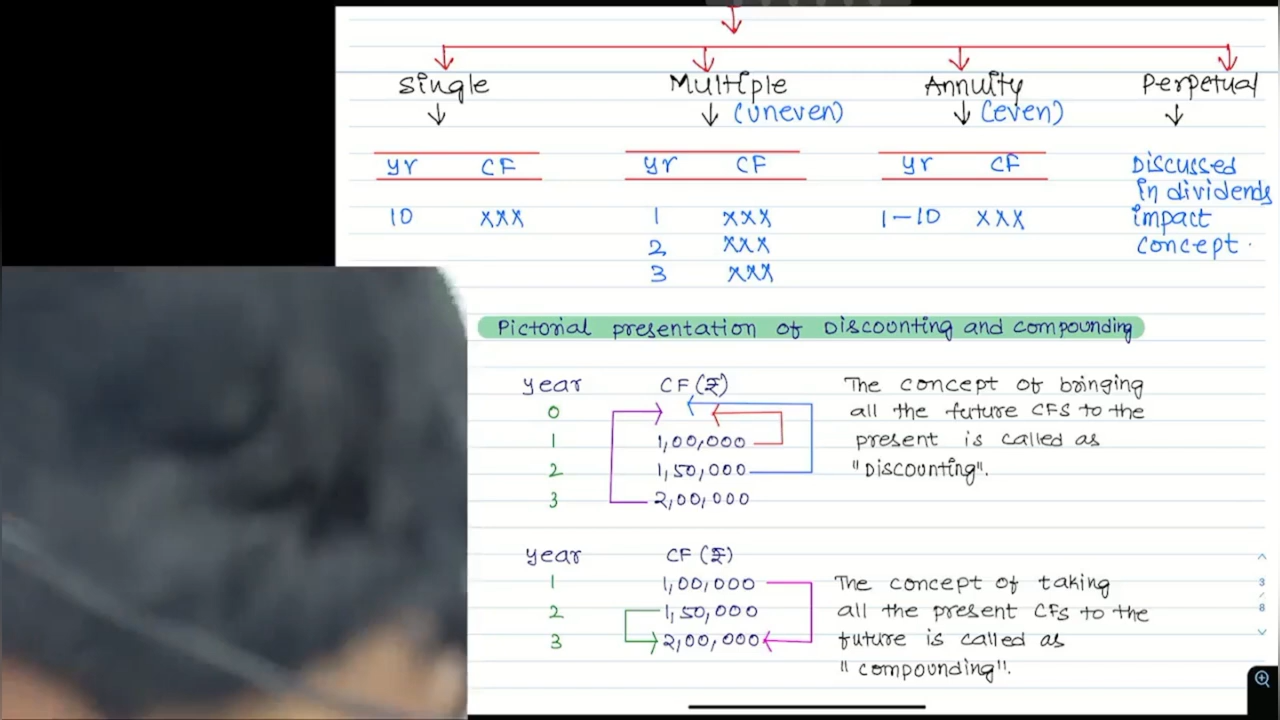 Single Multiple Annuity Perpetual
(uneven) (even)
yr CF yr CF yr CF Discussed
in dividends
10 xxx 1 xxx 1-10 xxx impact
2 xxx concept.
3 xxx
Pictorial presentation of Discounting and compounding
year CF (₹) The concept of bringing
0 all the future CFS to the
1 1,00,000 present is called as
2 1,50,000 "Discounting".
3 2,00,000
year CF (₹)
1 1,00,000 The concept of taking
2 1,50,000 all the present CFs to the
3 2,00,000 future is called as
"compounding".
3
/
8